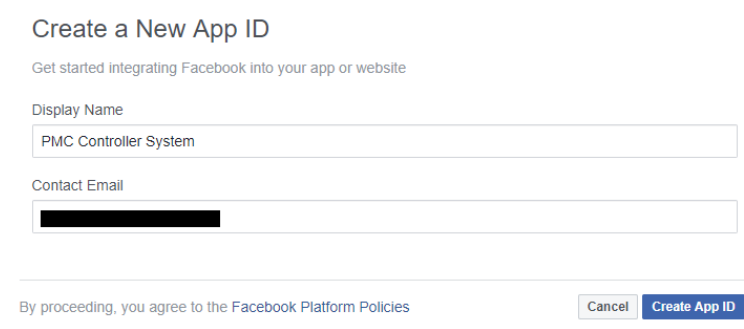 Create a New App ID
Get started integrating Facebook into your app or website
Display Name
PMC Controller System
Contact Email
By proceeding, you agree to the Facebook Platform Policies
Cancel
Create App ID